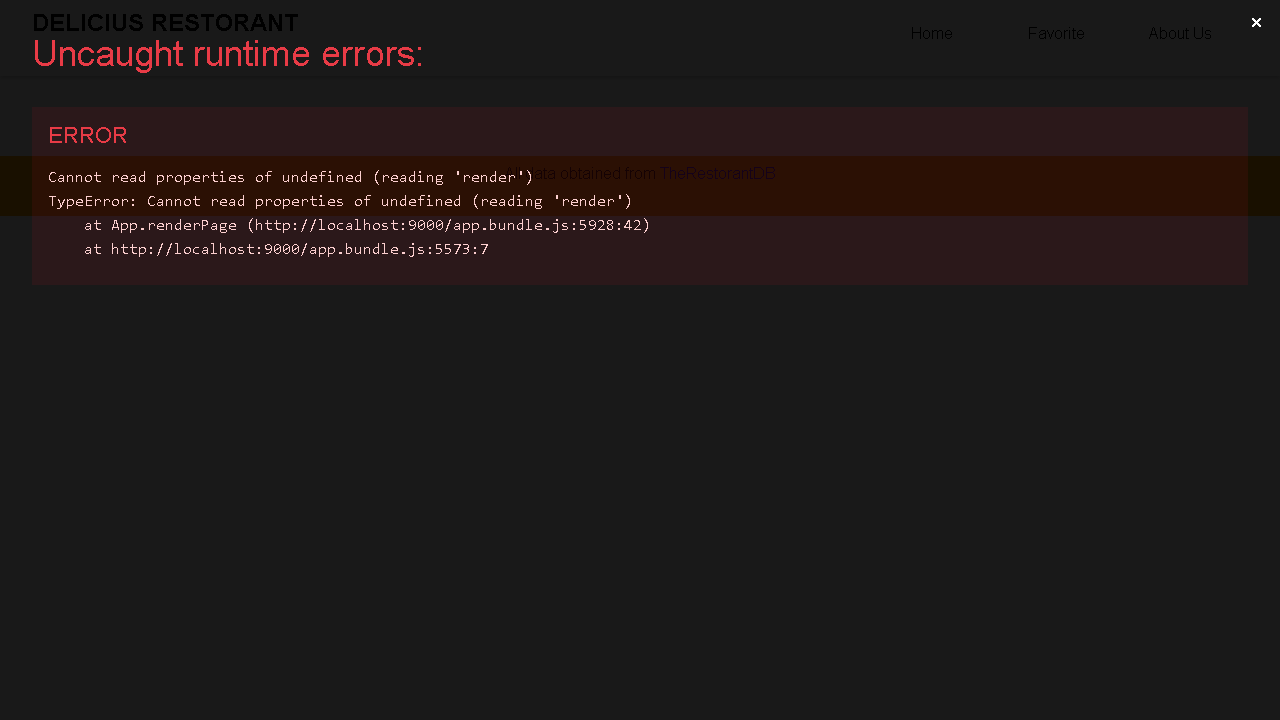 DELICIUS RESTORANT
Home Favorite About Us
Uncaught runtime errors:
×
ERROR
Cannot read properties of undefined (reading 'render')
data obtained from TheRestorantDB
TypeError: Cannot read properties of undefined (reading 'render')
at App.renderPage (http://localhost:9000/app.bundle.js:5928:42)
at http://localhost:9000/app.bundle.js:5573:7